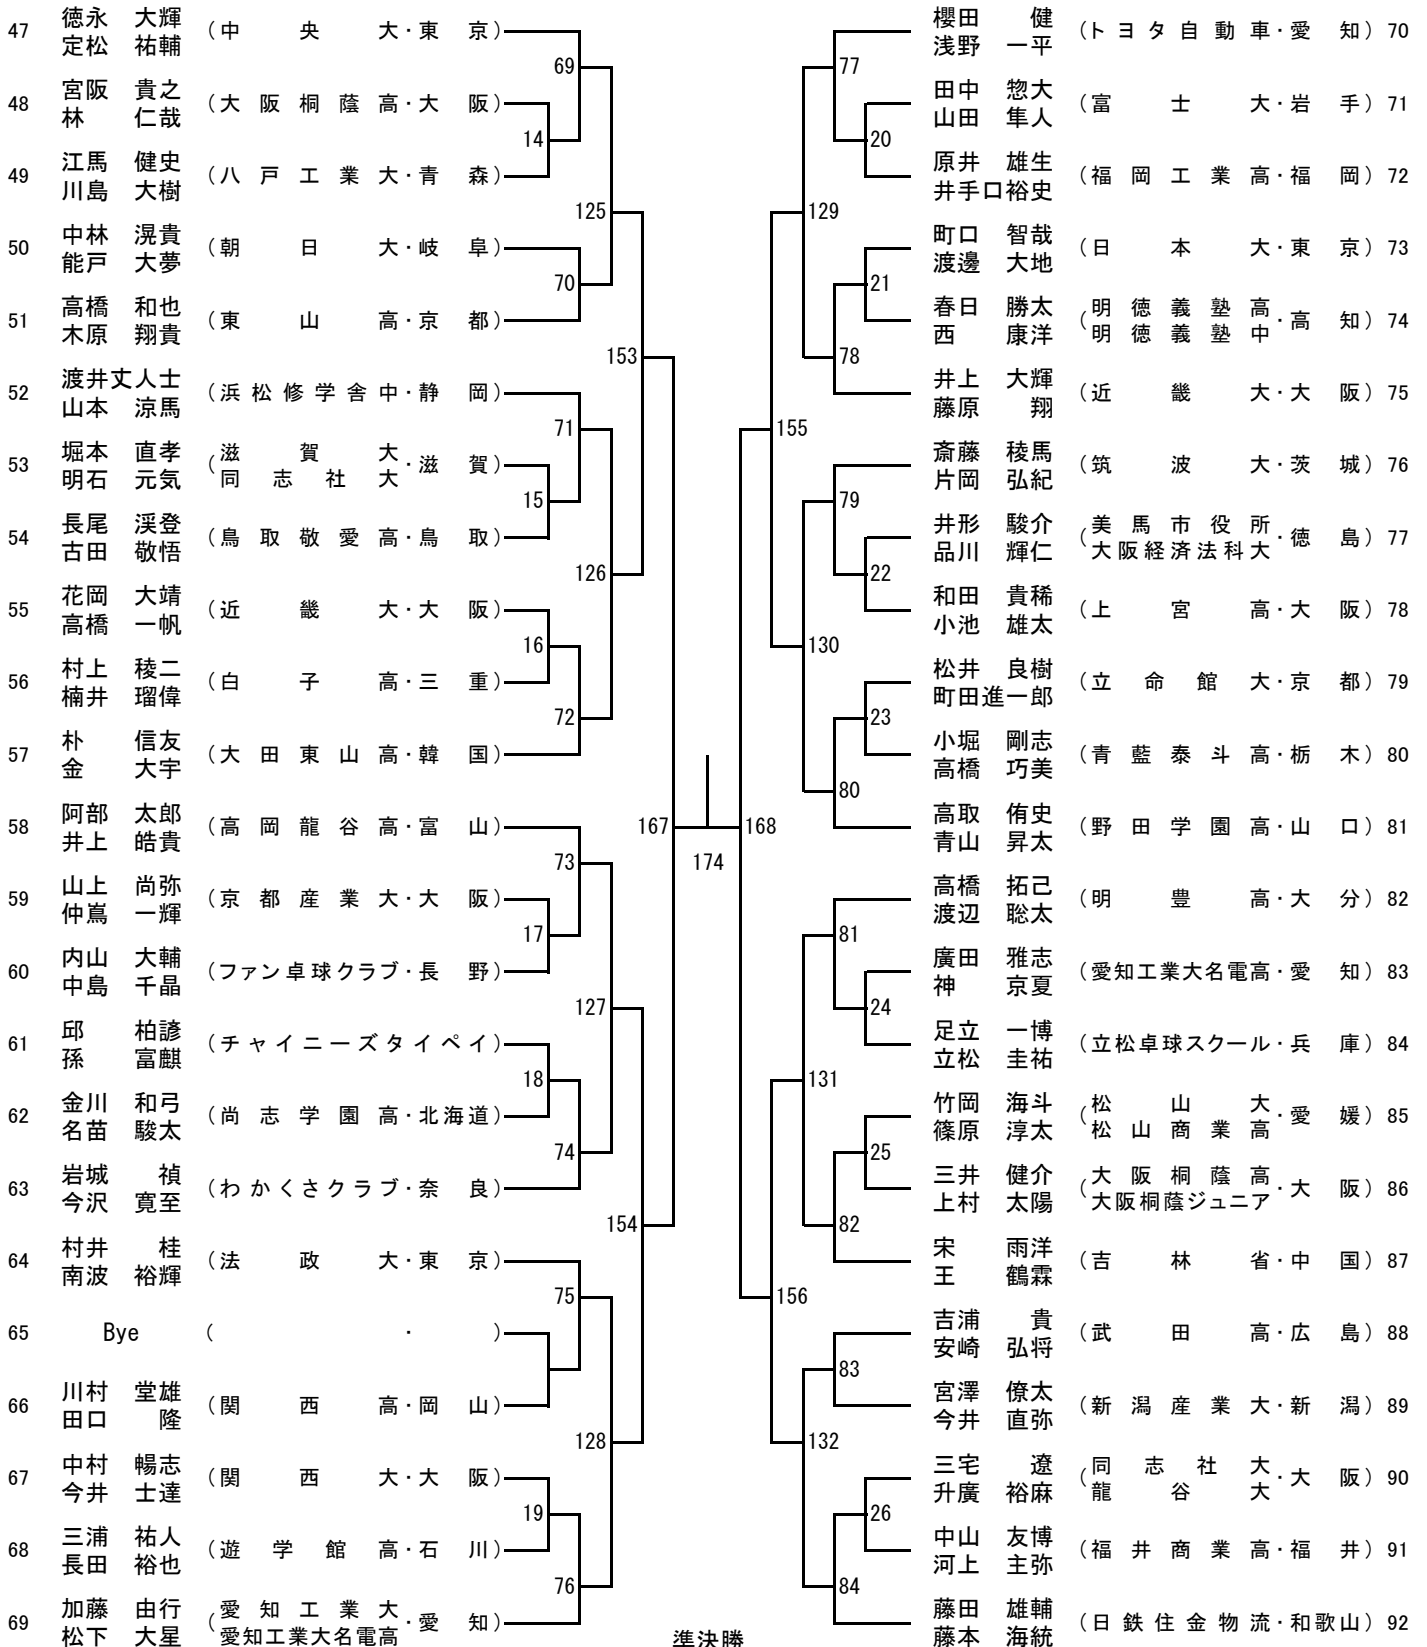 47 徳永 大輝 定松 祐輔 （中央大・東京）
48 宮阪 貴之 林 仁哉 （大阪桐蔭高・大阪）
49 江馬 健史 川島 大樹 （八戸工業大・青森）
50 中林 滉貴 能戸 大夢 （朝日大・岐阜）
51 高橋 和也 木原 翔貴 （東山高・京都）
52 渡井丈人士 山本 涼馬 （浜松修学舎中・静岡）
53 堀本 直孝 明石 元気 （滋賀大 同志社大・滋賀）
54 長尾 渓登 古田 敬悟 （鳥取敬愛高・鳥取）
55 花岡 大靖 高橋 一帆 （近畿大・大阪）
56 村上 稜二 楠井 瑠偉 （白子高・三重）
57 朴 信友 金 大宇 （大田東山高・韓国）
58 阿部 太郎 井上 皓貴 （高岡龍谷高・富山）
59 山上 尚弥 仲嶌 一輝 （京都産業大・大阪）
60 内山 大輔 中島 千晶 （ファン卓球クラブ・長野）
61 邱 柏諺 孫 富麒 （チャイニーズタイペイ）
62 金川 和弓 名苗 駿太 （尚志学園高・北海道）
63 岩城 禎 今沢 寛至 （わかくさクラブ・奈良）
64 村井 桂 南波 裕輝 （法政大・東京）
65 Bye （ ・ ）
66 川村 堂雄 田口 隆 （関西高・岡山）
67 中村 暢志 今井 士達 （関西大・大阪）
68 三浦 祐人 長田 裕也 （遊学館高・石川）
69 加藤 由行 松下 大星 （愛知工業大 愛知工業大名電高・愛知）
69
14
125
70
153
71
15
126
16
72
73
17
127
18
74
154
75
128
19
76
167
174
168
準決勝
77
20
129
21
78
155
79
22
130
23
80
81
24
131
25
82
156
83
132
26
84
櫻田 健 浅野 一平 （トヨタ自動車・愛知） 70
田中 惣大 山田 隼人 （富士大・岩手） 71
原井 雄生 井手口裕史 （福岡工業高・福岡） 72
町口 智哉 渡邊 大地 （日本大・東京） 73
春日 勝太 西 康洋 （明徳義塾高 明徳義塾中・高知） 74
井上 大輝 藤原 翔 （近畿大・大阪） 75
斎藤 稜馬 片岡 弘紀 （筑波大・茨城） 76
井形 駿介 品川 輝仁 （美馬市役所 大阪経済法科大・徳島） 77
和田 貴稀 小池 雄太 （上宮高・大阪） 78
松井 良樹 町田進一郎 （立命館大・京都） 79
小堀 剛志 高橋 巧美 （青藍泰斗高・栃木） 80
高取 侑史 青山 昇太 （野田学園高・山口） 81
高橋 拓己 渡辺 聡太 （明豊高・大分） 82
廣田 雅志 神 京夏 （愛知工業大名電高・愛知） 83
足立 一博 立松 圭祐 （立松卓球スクール・兵庫） 84
竹岡 海斗 篠原 淳太 （松山大 松山商業高・愛媛） 85
三井 健介 上村 太陽 （大阪桐蔭高 大阪桐蔭ジュニア・大阪） 86
宋 雨洋 王 鶴霖 （吉林省・中国） 87
吉浦 貴 安崎 弘将 （武田高・広島） 88
宮澤 僚太 今井 直弥 （新潟産業大・新潟） 89
三宅 遼 升廣 裕麻 （同志社大 龍谷大・大阪） 90
中山 友博 河上 主弥 （福井商業高・福井） 91
藤田 雄輔 藤本 海統 （日鉄住金物流・和歌山） 92